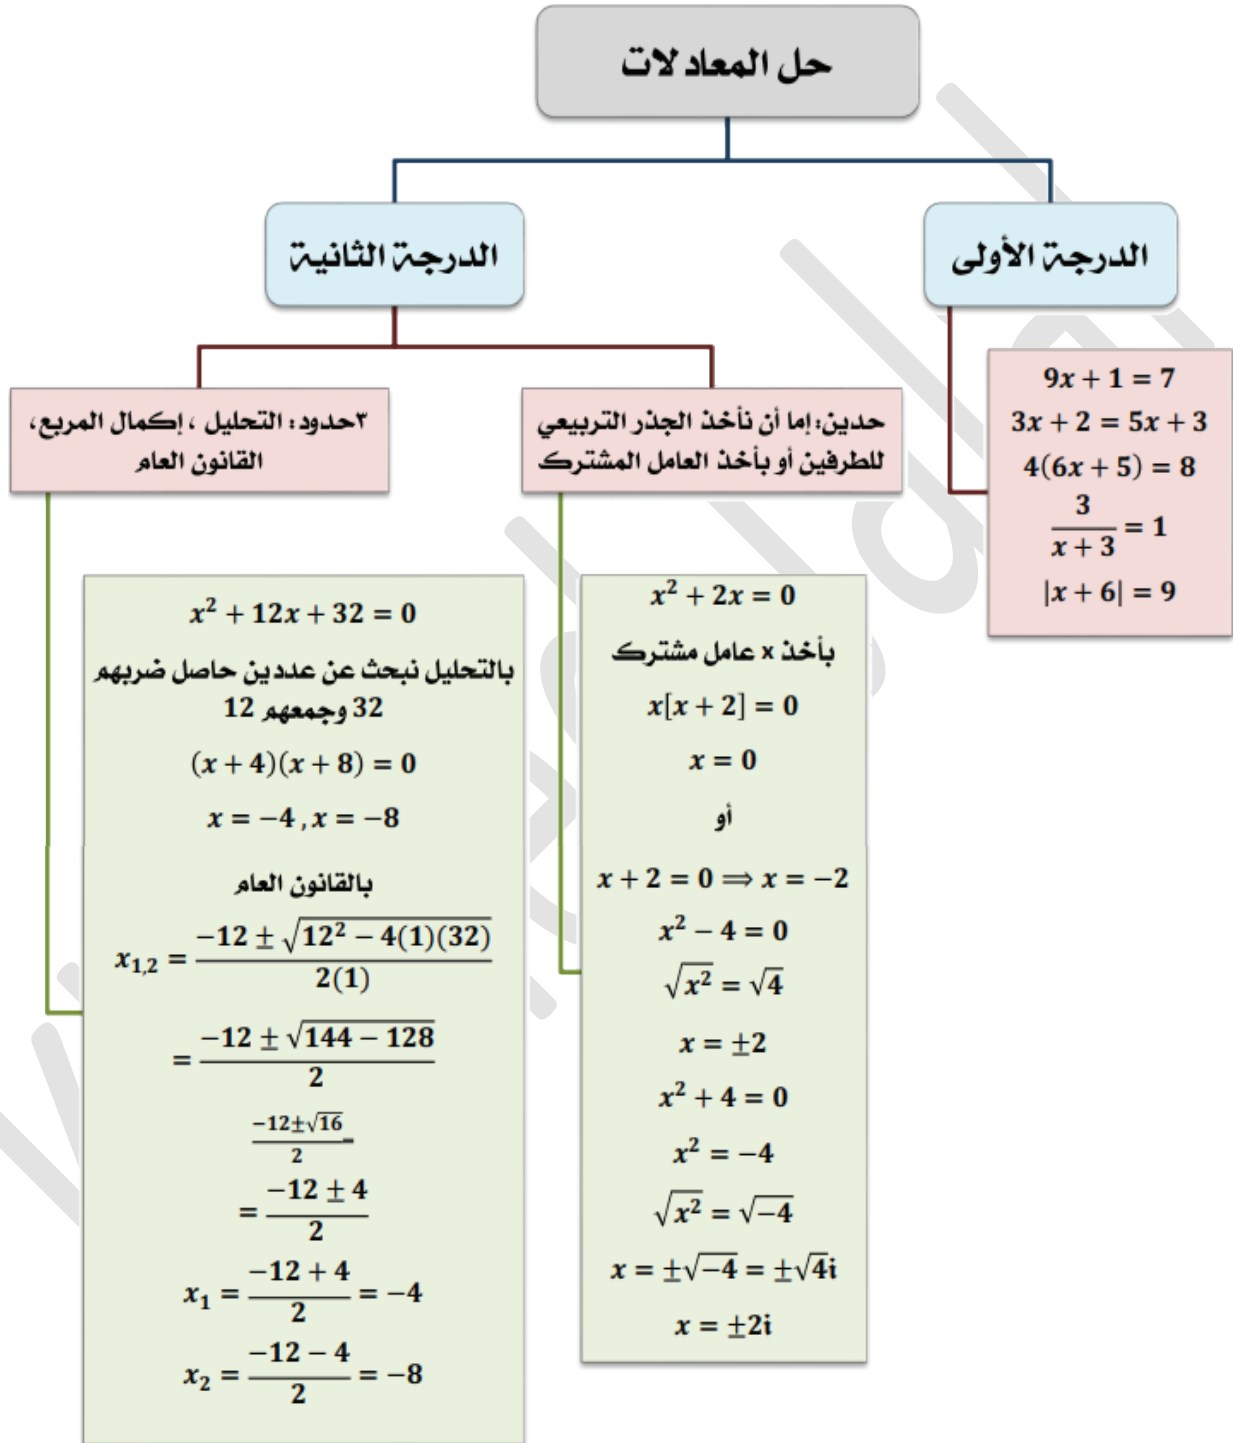 حل المعادلات
الدرجة الأولى
9x + 1 = 7
3x + 2 = 5x + 3
4(6x + 5) = 8
3/(x + 3) = 1
|x + 6| = 9
الدرجة الثانية
حدين: إما أن نأخذ الجذر التربيعي
للطرفين أو بأخذ العامل المشترك
x² + 2x = 0
بأخذ x عامل مشترك
x[x + 2] = 0
x = 0
أو
x + 2 = 0 ⟹ x = −2
x² − 4 = 0
√(x²) = √4
x = ±2
x² + 4 = 0
x² = −4
√(x²) = √(−4)
x = ±√(−4) = ±√4i
x = ±2i
٣حدود: التحليل ، إكمال المربع،
القانون العام
x² + 12x + 32 = 0
بالتحليل نبحث عن عددين حاصل ضربهم
32 وجمعهم 12
(x + 4)(x + 8) = 0
x = −4 , x = −8
بالقانون العام
x₁,₂ = (−12 ± √(12² − 4(1)(32)))/2(1)
= (−12 ± √(144 − 128))/2
(−12±√16)/2 =
= (−12 ± 4)/2
x₁ = (−12 + 4)/2 = −4
x₂ = (−12 − 4)/2 = −8